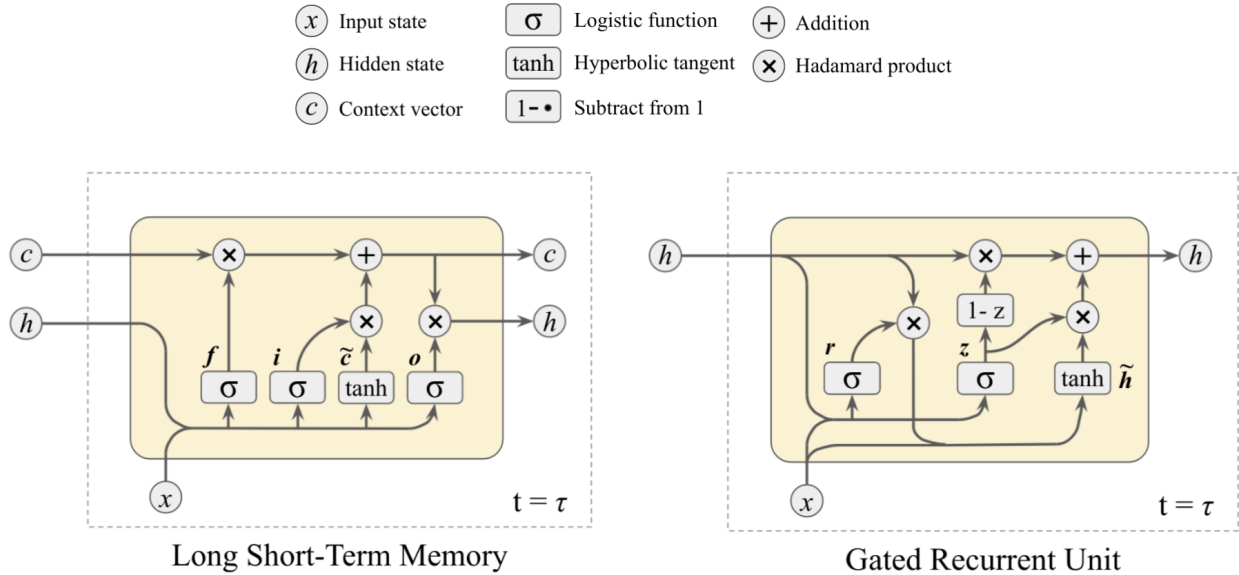 x Input state σ Logistic function + Addition
h Hidden state tanh Hyperbolic tangent × Hadamard product
c Context vector 1-• Subtract from 1
c × + c h × + h
1- z
h × × h × ×
f i c̃ o r z
σ σ tanh σ σ σ tanh h̃
x t = τ x t = τ
Long Short-Term Memory Gated Recurrent Unit